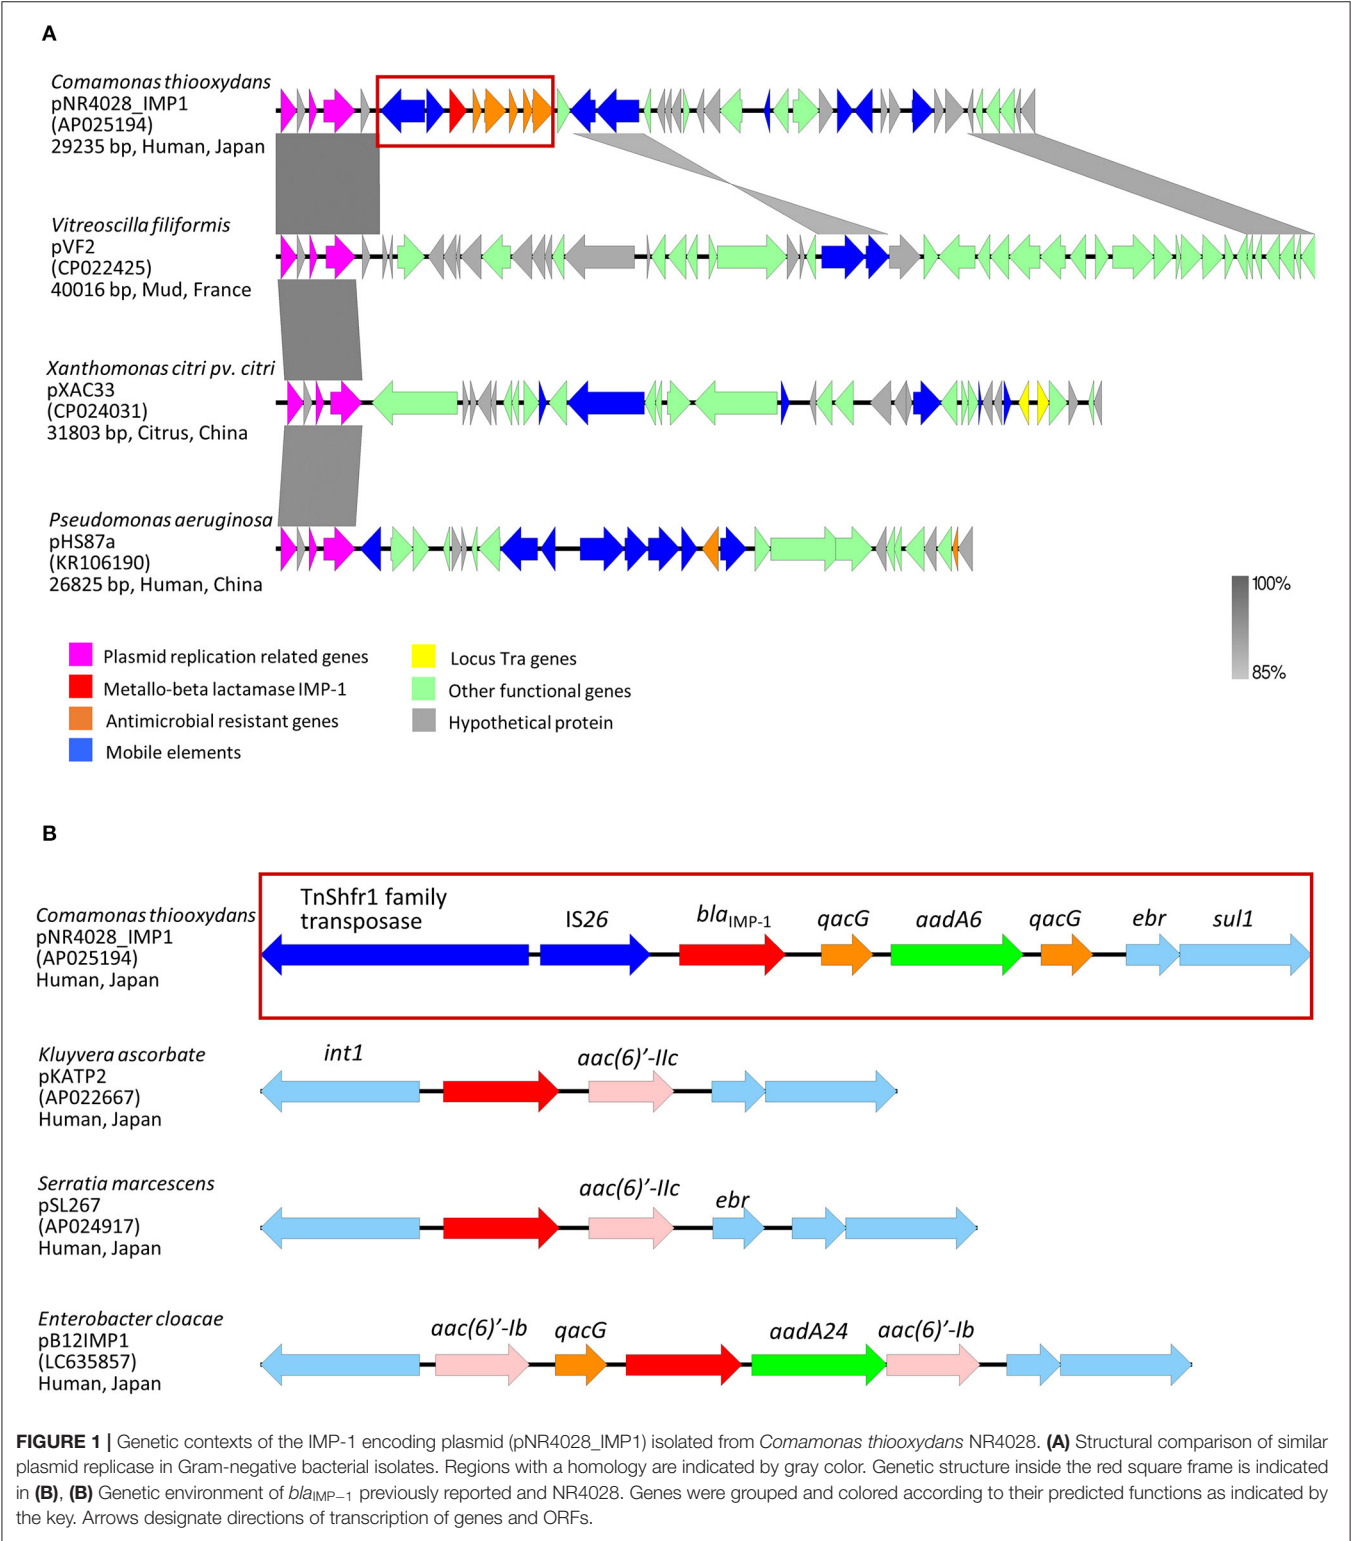 A
Comamonas thiooxydans
pNR4028_IMP1
(AP025194)
29235 bp, Human, Japan
Vitreoscilla filiformis
pVF2
(CP022425)
40016 bp, Mud, France
Xanthomonas citri pv. citri
pXAC33
(CP024031)
31803 bp, Citrus, China
Pseudomonas aeruginosa
pHS87a
(KR106190)
26825 bp, Human, China
100%
85%
Plasmid replication related genes
Metallo-beta lactamase IMP-1
Antimicrobial resistant genes
Mobile elements
Locus Tra genes
Other functional genes
Hypothetical protein
B
Comamonas thiooxydans
pNR4028_IMP1
(AP025194)
Human, Japan
TnShfr1 family
transposase
IS26
blaIMP-1
qacG
aadA6
qacG
ebr
sul1
Kluyvera ascorbate
pKATP2
(AP022667)
Human, Japan
int1
aac(6)’-IIc
Serratia marcescens
pSL267
(AP024917)
Human, Japan
aac(6)’-IIc
ebr
Enterobacter cloacae
pB12IMP1
(LC635857)
Human, Japan
aac(6)’-Ib
qacG
aadA24
aac(6)’-Ib
FIGURE 1 | Genetic contexts of the IMP-1 encoding plasmid (pNR4028_IMP1) isolated from Comamonas thiooxydans NR4028. (A) Structural comparison of similar
plasmid replicase in Gram-negative bacterial isolates. Regions with a homology are indicated by gray color. Genetic structure inside the red square frame is indicated
in (B), (B) Genetic environment of blaIMP−1 previously reported and NR4028. Genes were grouped and colored according to their predicted functions as indicated by
the key. Arrows designate directions of transcription of genes and ORFs.